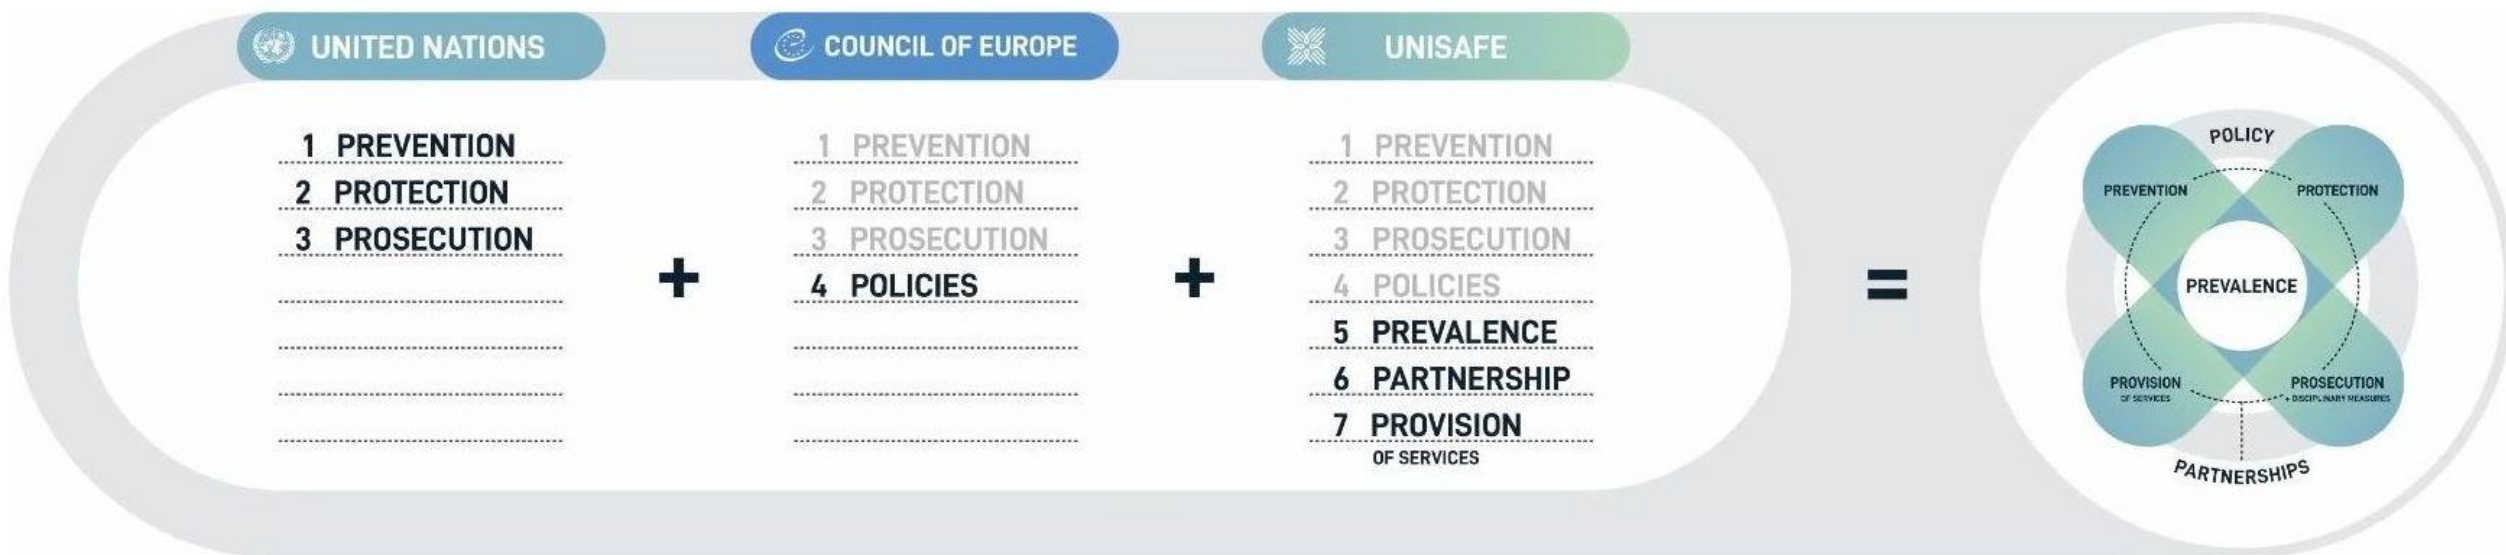 UNITED NATIONS
1 PREVENTION
2 PROTECTION
3 PROSECUTION
+
COUNCIL OF EUROPE
1 PREVENTION
2 PROTECTION
3 PROSECUTION
4 POLICIES
+
UNISAFE
1 PREVENTION
2 PROTECTION
3 PROSECUTION
4 POLICIES
5 PREVALENCE
6 PARTNERSHIP
7 PROVISION
OF SERVICES
=
POLICY
PREVENTION
PROTECTION
PREVALENCE
PROVISION
OF SERVICES
PROSECUTION
+ DISCIPLINARY MEASURES
PARTNERSHIPS